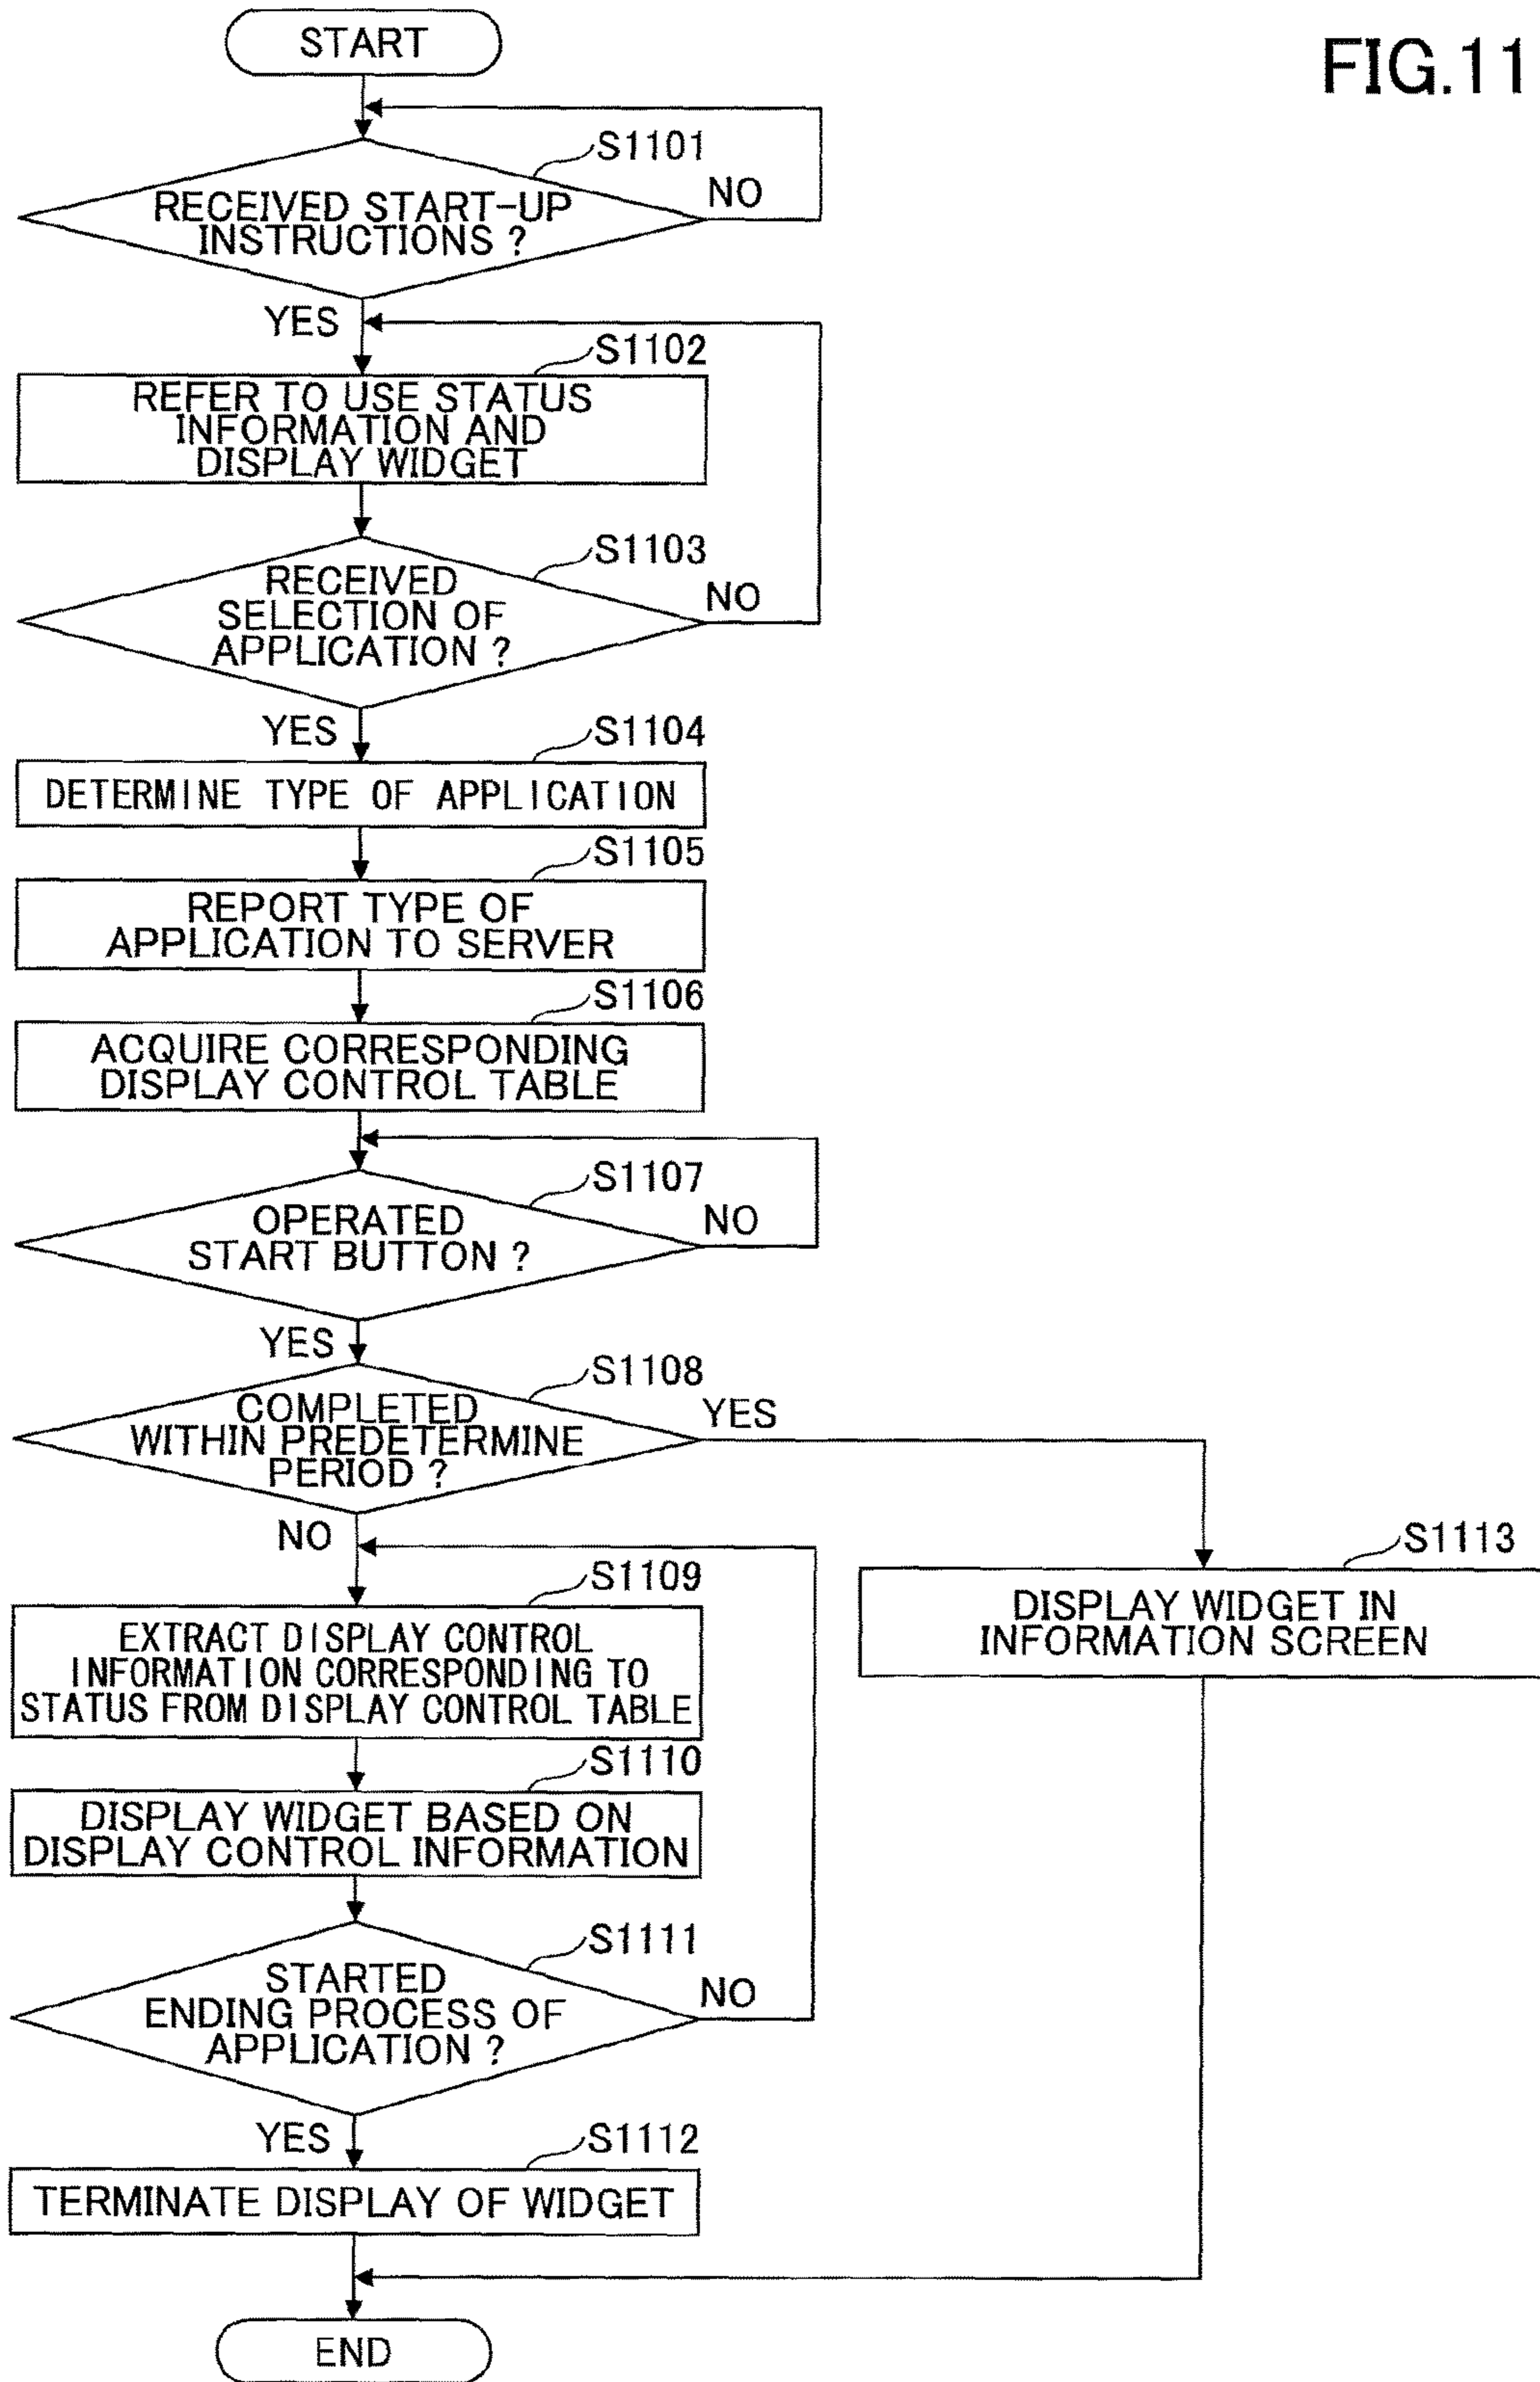 FIG.11
START
S1101
RECEIVED START-UP
INSTRUCTIONS ?
NO
YES
S1102
REFER TO USE STATUS
INFORMATION AND
DISPLAY WIDGET
S1103
RECEIVED
SELECTION OF
APPLICATION ?
NO
YES
S1104
DETERMINE TYPE OF APPLICATION
S1105
REPORT TYPE OF
APPLICATION TO SERVER
S1106
ACQUIRE CORRESPONDING
DISPLAY CONTROL TABLE
S1107
OPERATED
START BUTTON ?
NO
YES
S1108
COMPLETED
WITHIN PREDETERMINE
PERIOD ?
YES
NO
S1109
EXTRACT DISPLAY CONTROL
INFORMATION CORRESPONDING TO
STATUS FROM DISPLAY CONTROL TABLE
S1113
DISPLAY WIDGET IN
INFORMATION SCREEN
S1110
DISPLAY WIDGET BASED ON
DISPLAY CONTROL INFORMATION
S1111
STARTED
ENDING PROCESS OF
APPLICATION ?
NO
YES
S1112
TERMINATE DISPLAY OF WIDGET
END